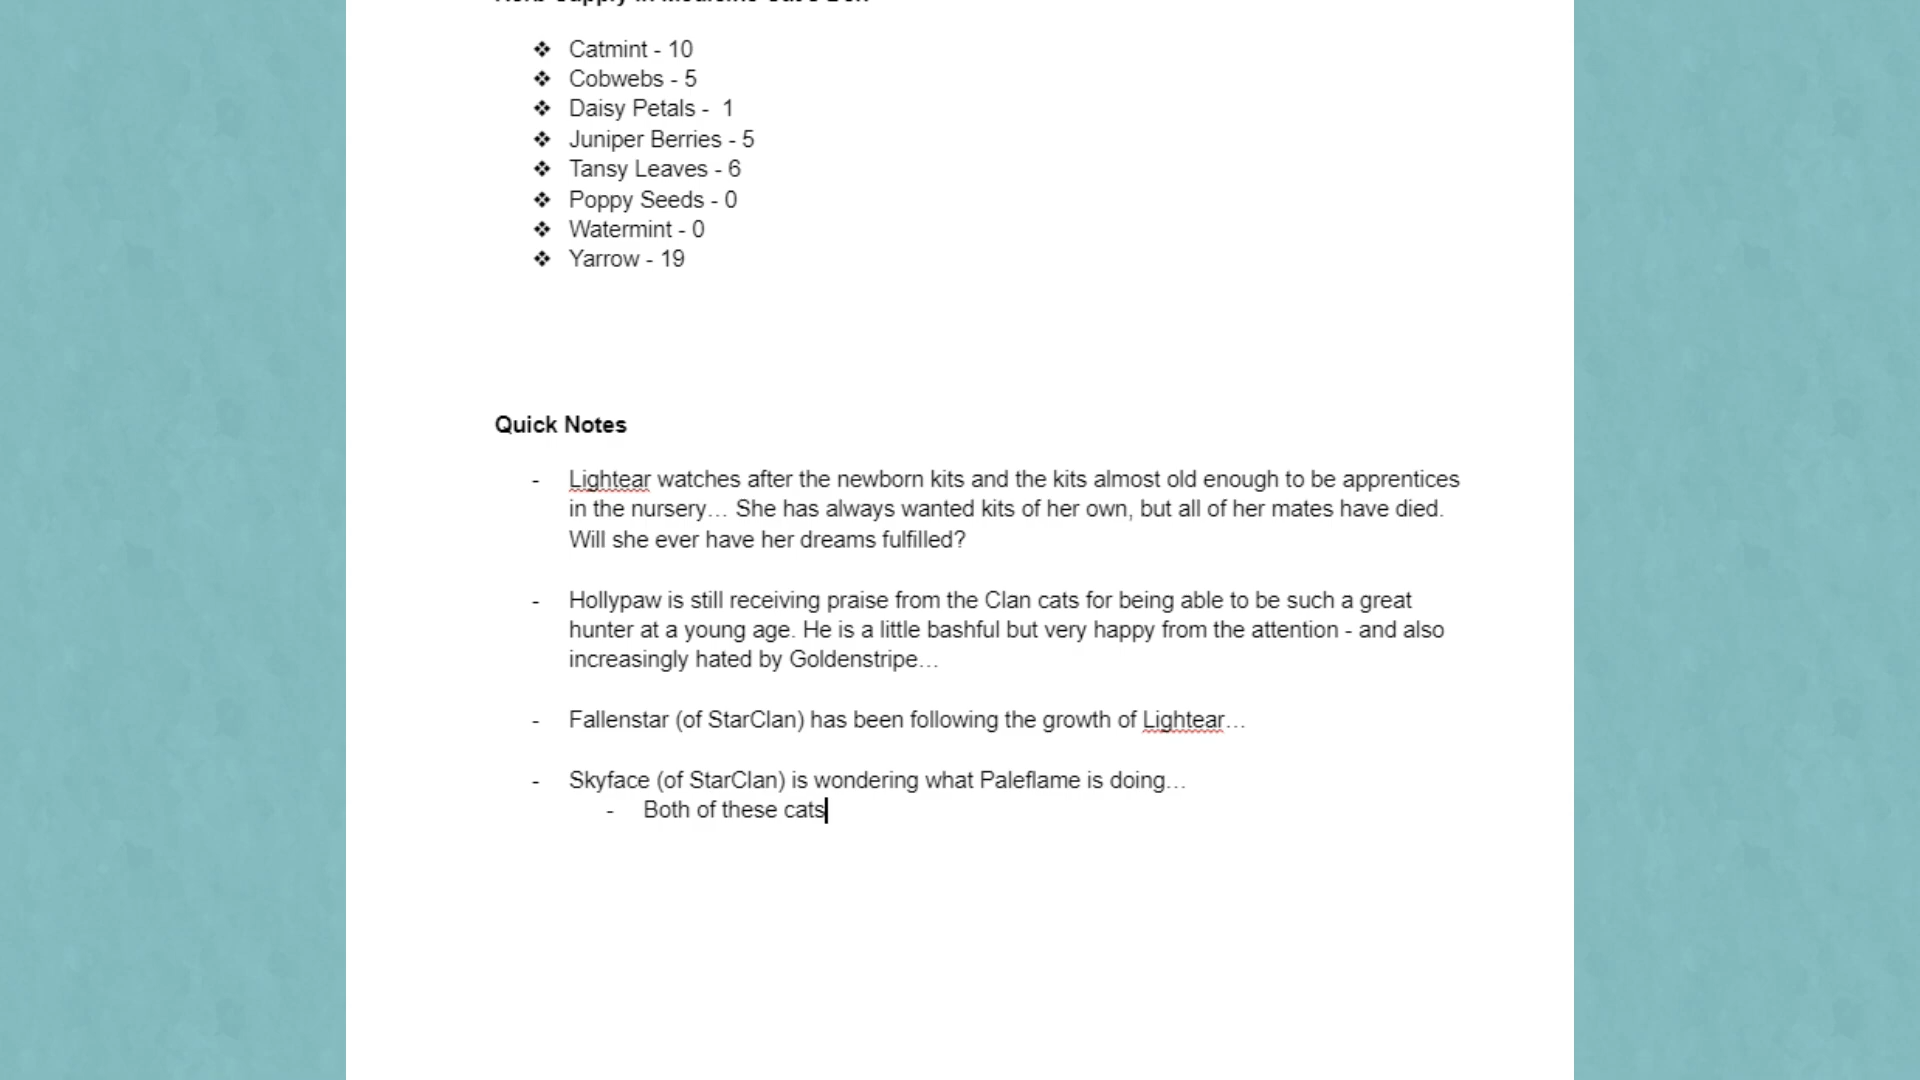 Herb Supply in Medicine Cat's Den
❖ Catmint - 10
❖ Cobwebs - 5
❖ Daisy Petals -  1
❖ Juniper Berries - 5
❖ Tansy Leaves - 6
❖ Poppy Seeds - 0
❖ Watermint - 0
❖ Yarrow - 19
Quick Notes
- Lightear watches after the newborn kits and the kits almost old enough to be apprentices
in the nursery… She has always wanted kits of her own, but all of her mates have died.
Will she ever have her dreams fulfilled?
- Hollypaw is still receiving praise from the Clan cats for being able to be such a great
hunter at a young age. He is a little bashful but very happy from the attention - and also
increasingly hated by Goldenstripe…
- Fallenstar (of StarClan) has been following the growth of Lightear…
- Skyface (of StarClan) is wondering what Paleflame is doing…
- Both of these cats